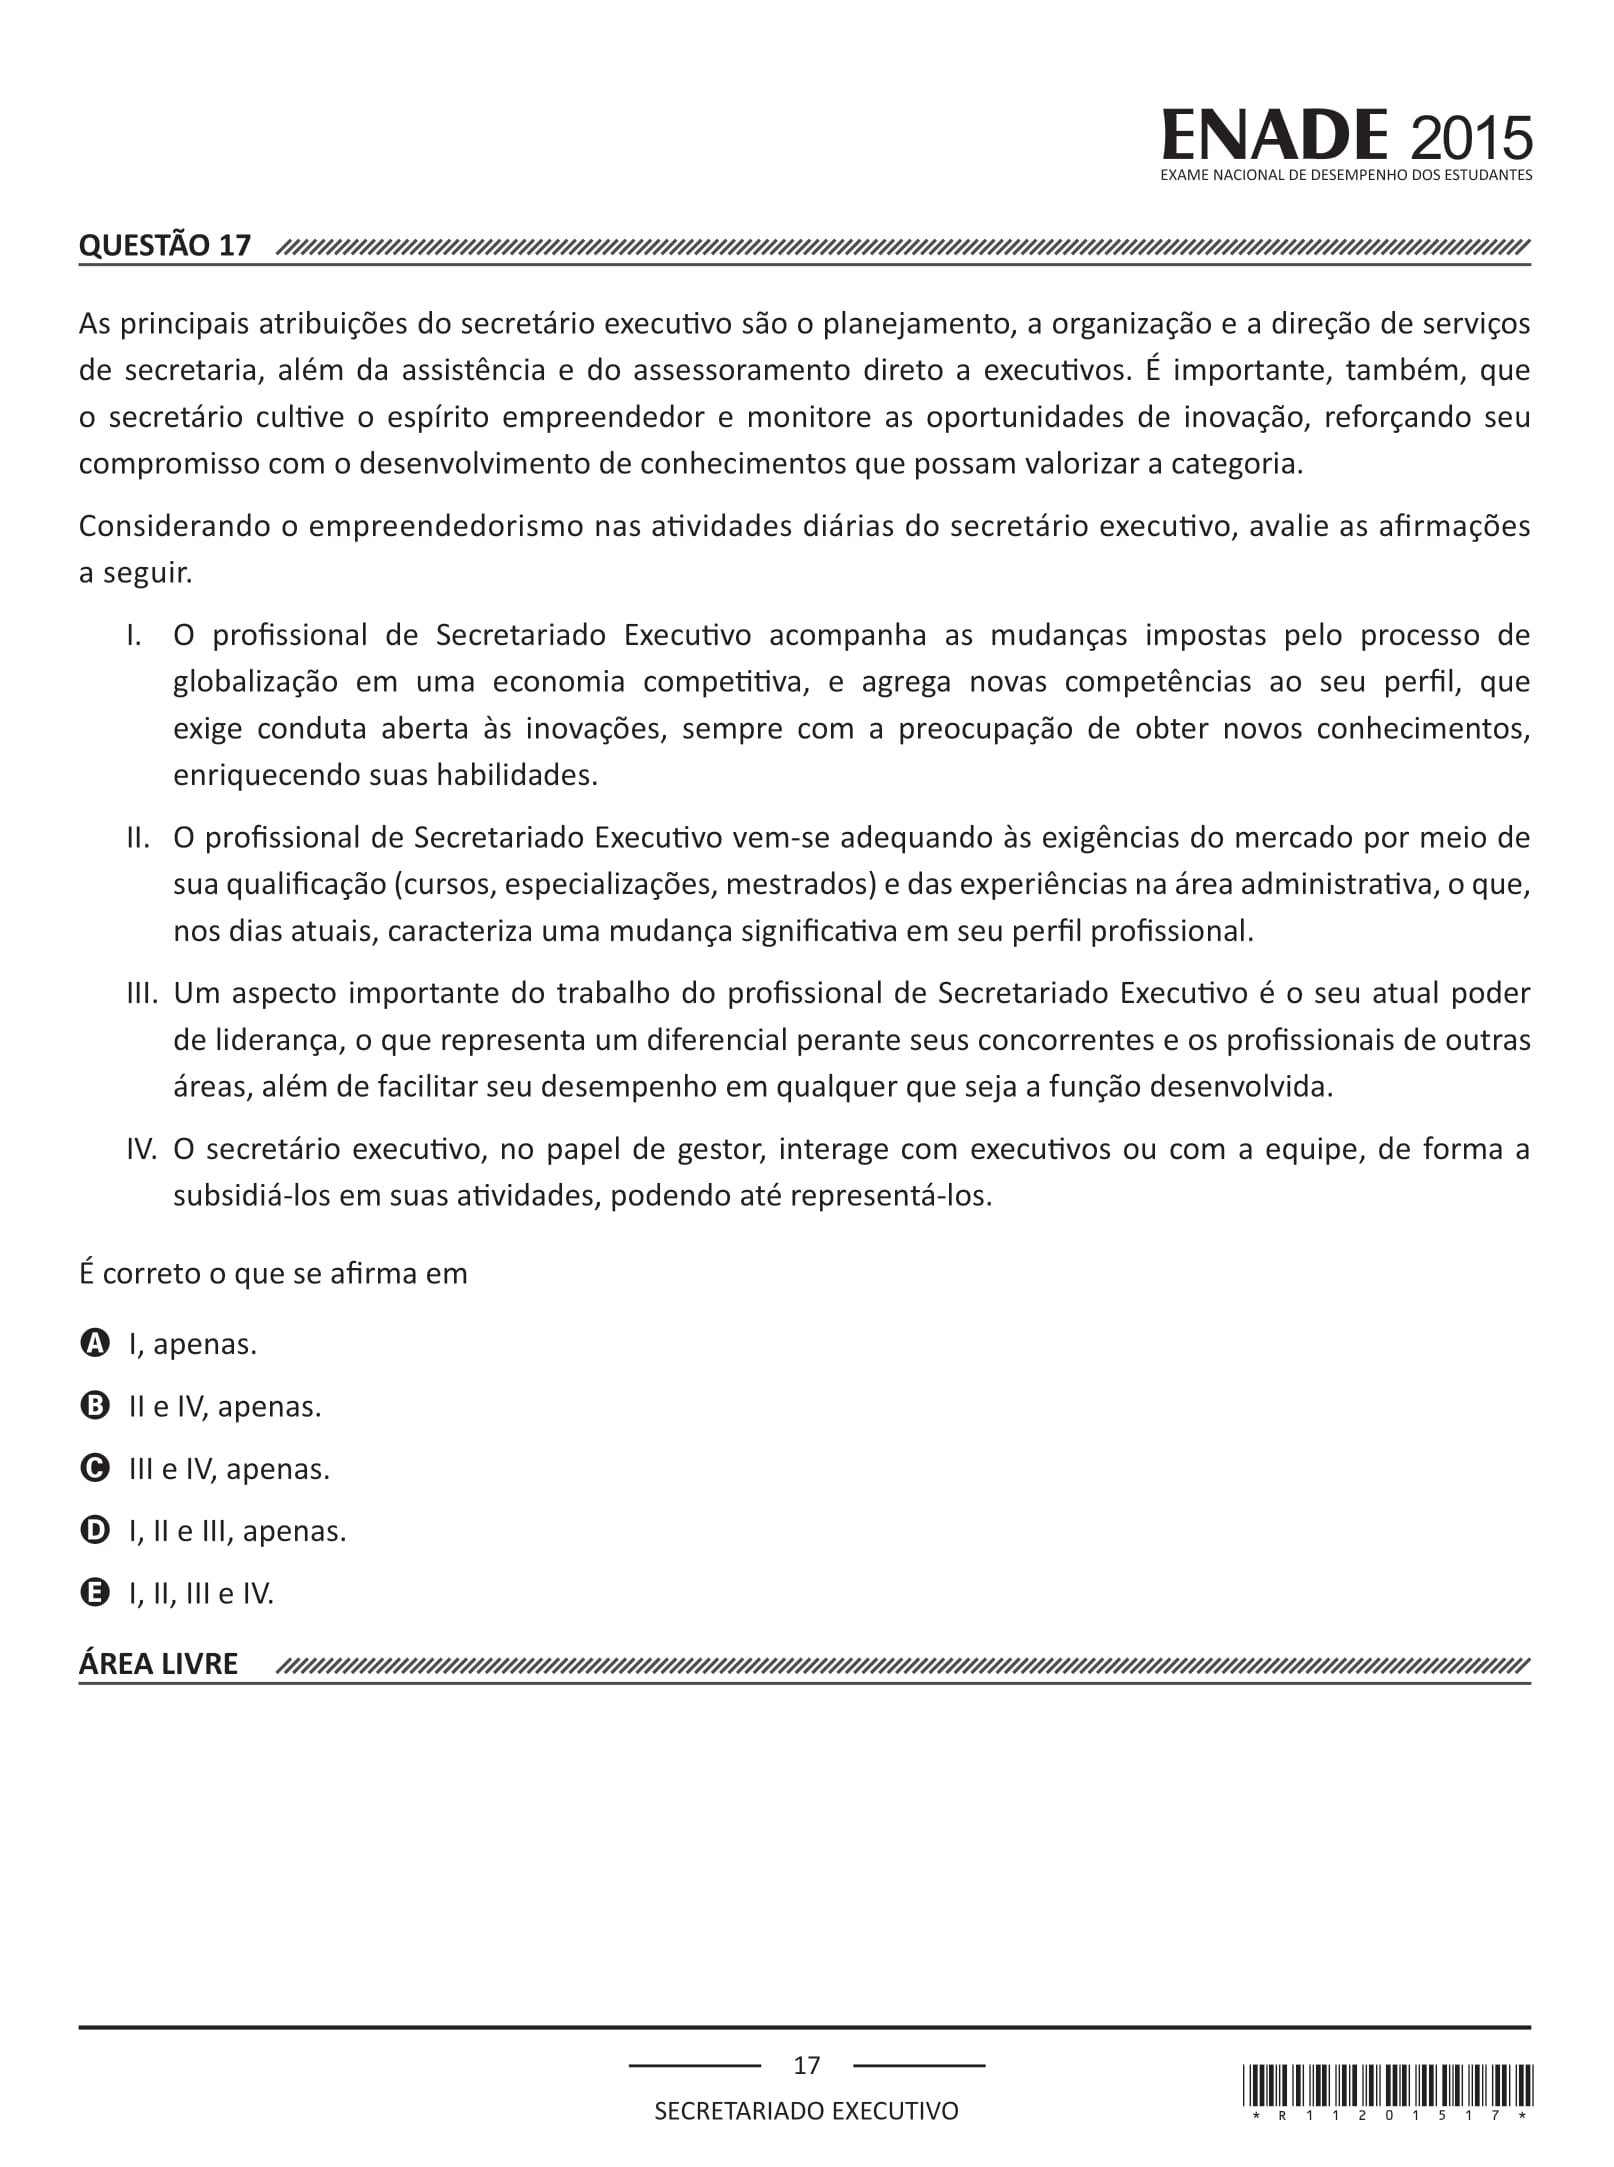 ENADE 2015
EXAME NACIONAL DE DESEMPENHO DOS ESTUDANTES
QUESTÃO 17
As principais atribuições do secretário executivo são o planejamento, a organização e a direção de serviços
de secretaria, além da assistência e do assessoramento direto a executivos. É importante, também, que
o secretário cultive o espírito empreendedor e monitore as oportunidades de inovação, reforçando seu
compromisso com o desenvolvimento de conhecimentos que possam valorizar a categoria.
Considerando o empreendedorismo nas atividades diárias do secretário executivo, avalie as afirmações
a seguir.
I. O profissional de Secretariado Executivo acompanha as mudanças impostas pelo processo de
globalização em uma economia competitiva, e agrega novas competências ao seu perfil, que
exige conduta aberta às inovações, sempre com a preocupação de obter novos conhecimentos,
enriquecendo suas habilidades.
II. O profissional de Secretariado Executivo vem-se adequando às exigências do mercado por meio de
sua qualificação (cursos, especializações, mestrados) e das experiências na área administrativa, o que,
nos dias atuais, caracteriza uma mudança significativa em seu perfil profissional.
III. Um aspecto importante do trabalho do profissional de Secretariado Executivo é o seu atual poder
de liderança, o que representa um diferencial perante seus concorrentes e os profissionais de outras
áreas, além de facilitar seu desempenho em qualquer que seja a função desenvolvida.
IV. O secretário executivo, no papel de gestor, interage com executivos ou com a equipe, de forma a
subsidiá-los em suas atividades, podendo até representá-los.
É correto o que se afirma em
A I, apenas.
B II e IV, apenas.
C III e IV, apenas.
D I, II e III, apenas.
E I, II, III e IV.
ÁREA LIVRE
17
SECRETARIADO EXECUTIVO
* R 1 1 2 0 1 5 1 7 *